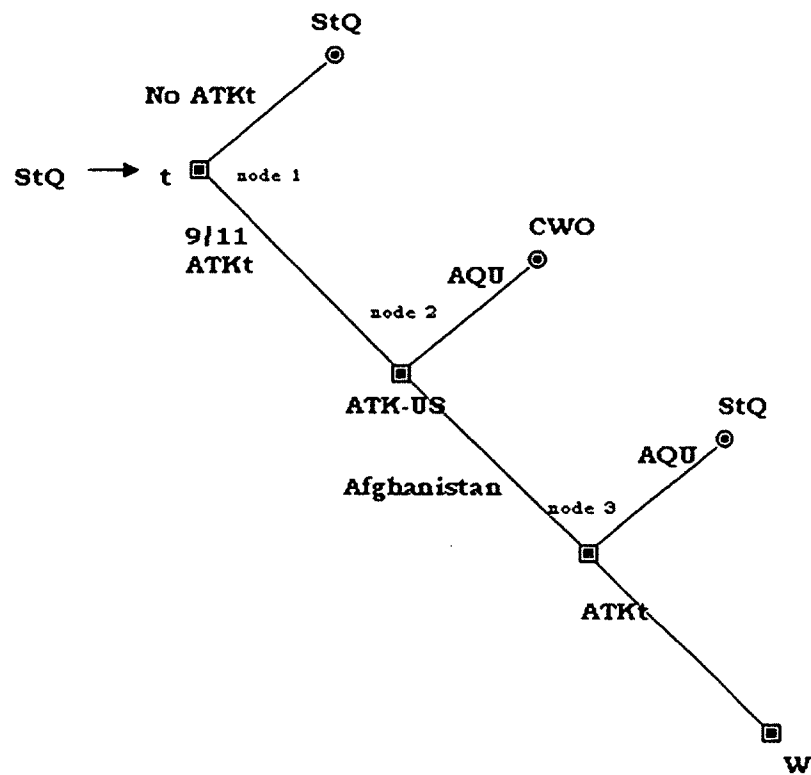 StQ
No ATKt
StQ
t
node 1
9/11
ATKt
CWO
AQU
node 2
ATK-US
StQ
AQU
Afghanistan
node 3
ATKt
W